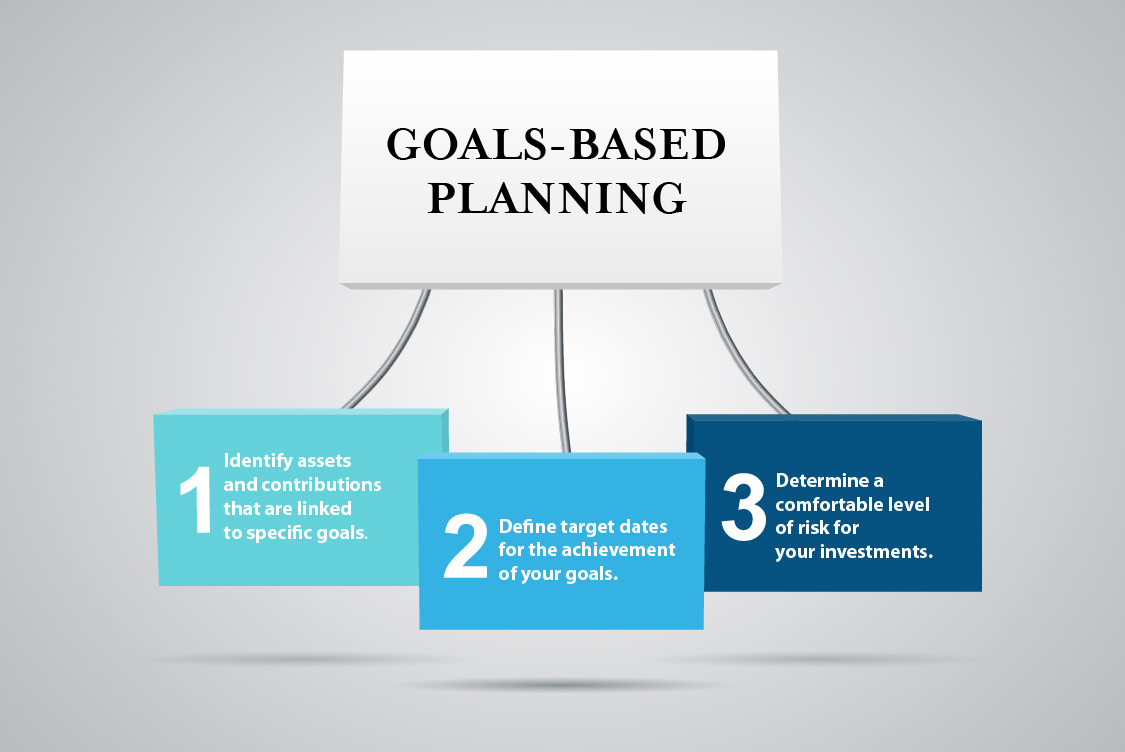 GOALS-BASED
PLANNING
1
Identify assets
and contributions
that are linked
to specific goals.
2
Define target dates
for the achievement
of your goals.
3
Determine a
comfortable level
of risk for
your investments.